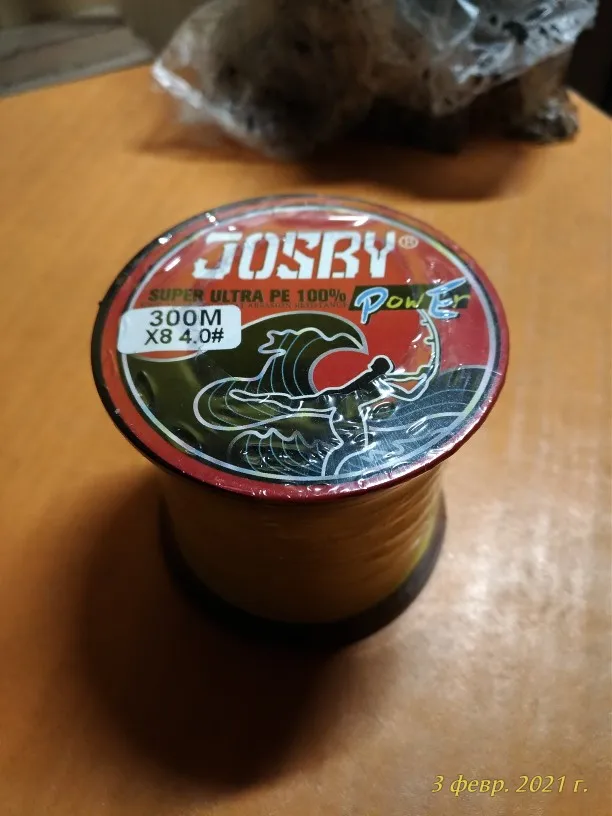 JOSBY®
SUPER ULTRA PE 100% PowEr
300M
X8 4.0#
3 февр. 2021 г.